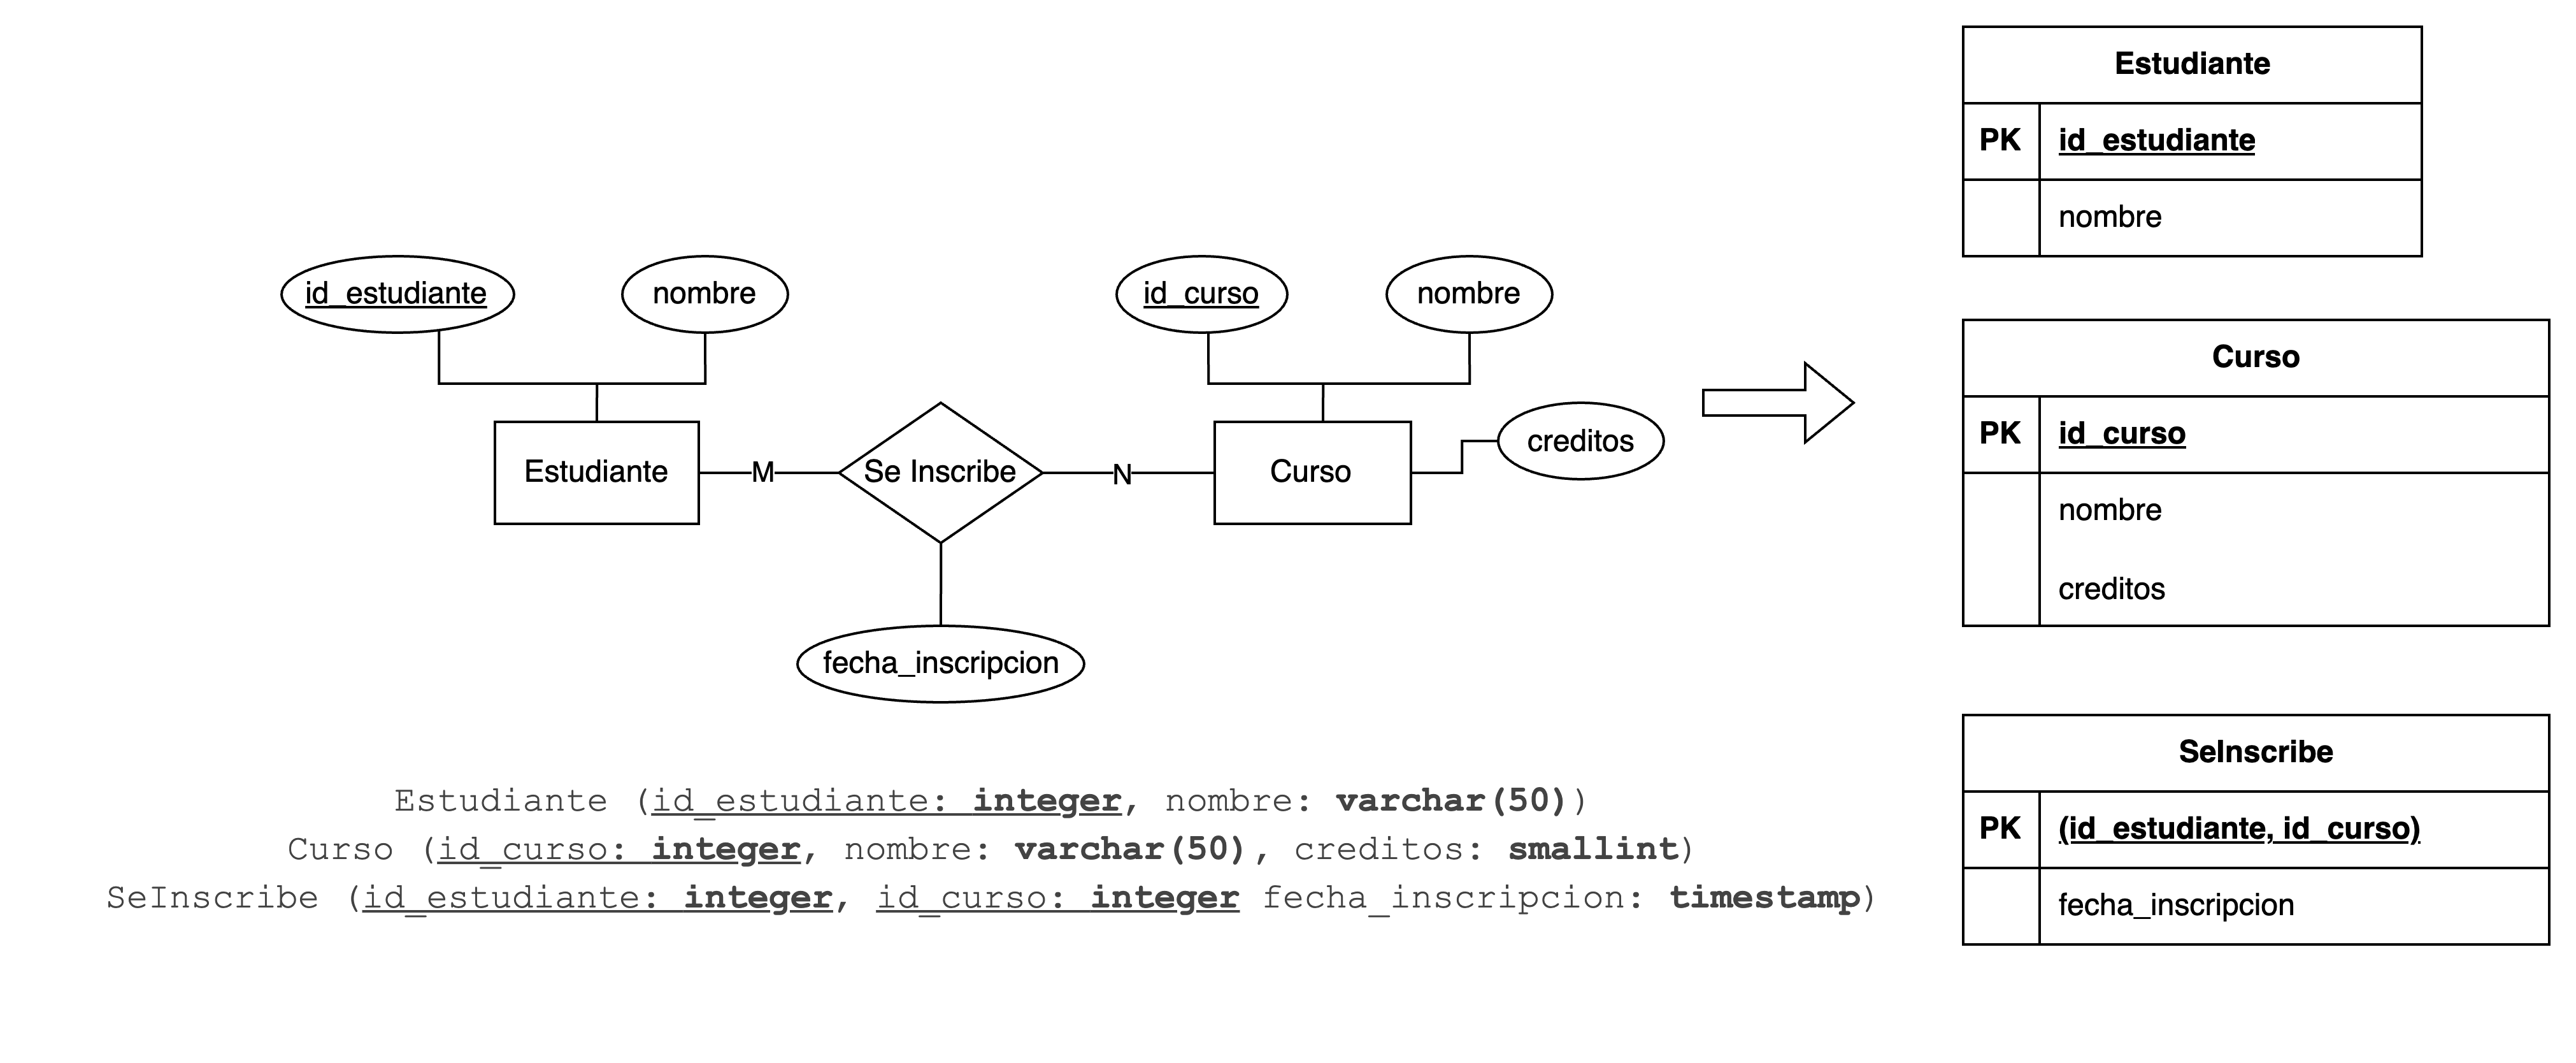 id_estudiante
nombre
id_curso
nombre
creditos
Estudiante
M
Se Inscribe
N
Curso
fecha_inscripcion
Estudiante (id_estudiante: integer, nombre: varchar(50))
Curso (id_curso: integer, nombre: varchar(50), creditos: smallint)
SeInscribe (id_estudiante: integer, id_curso: integer fecha_inscripcion: timestamp)
Estudiante
PK id_estudiante
nombre
Curso
PK id_curso
nombre
creditos
SeInscribe
PK (id_estudiante, id_curso)
fecha_inscripcion